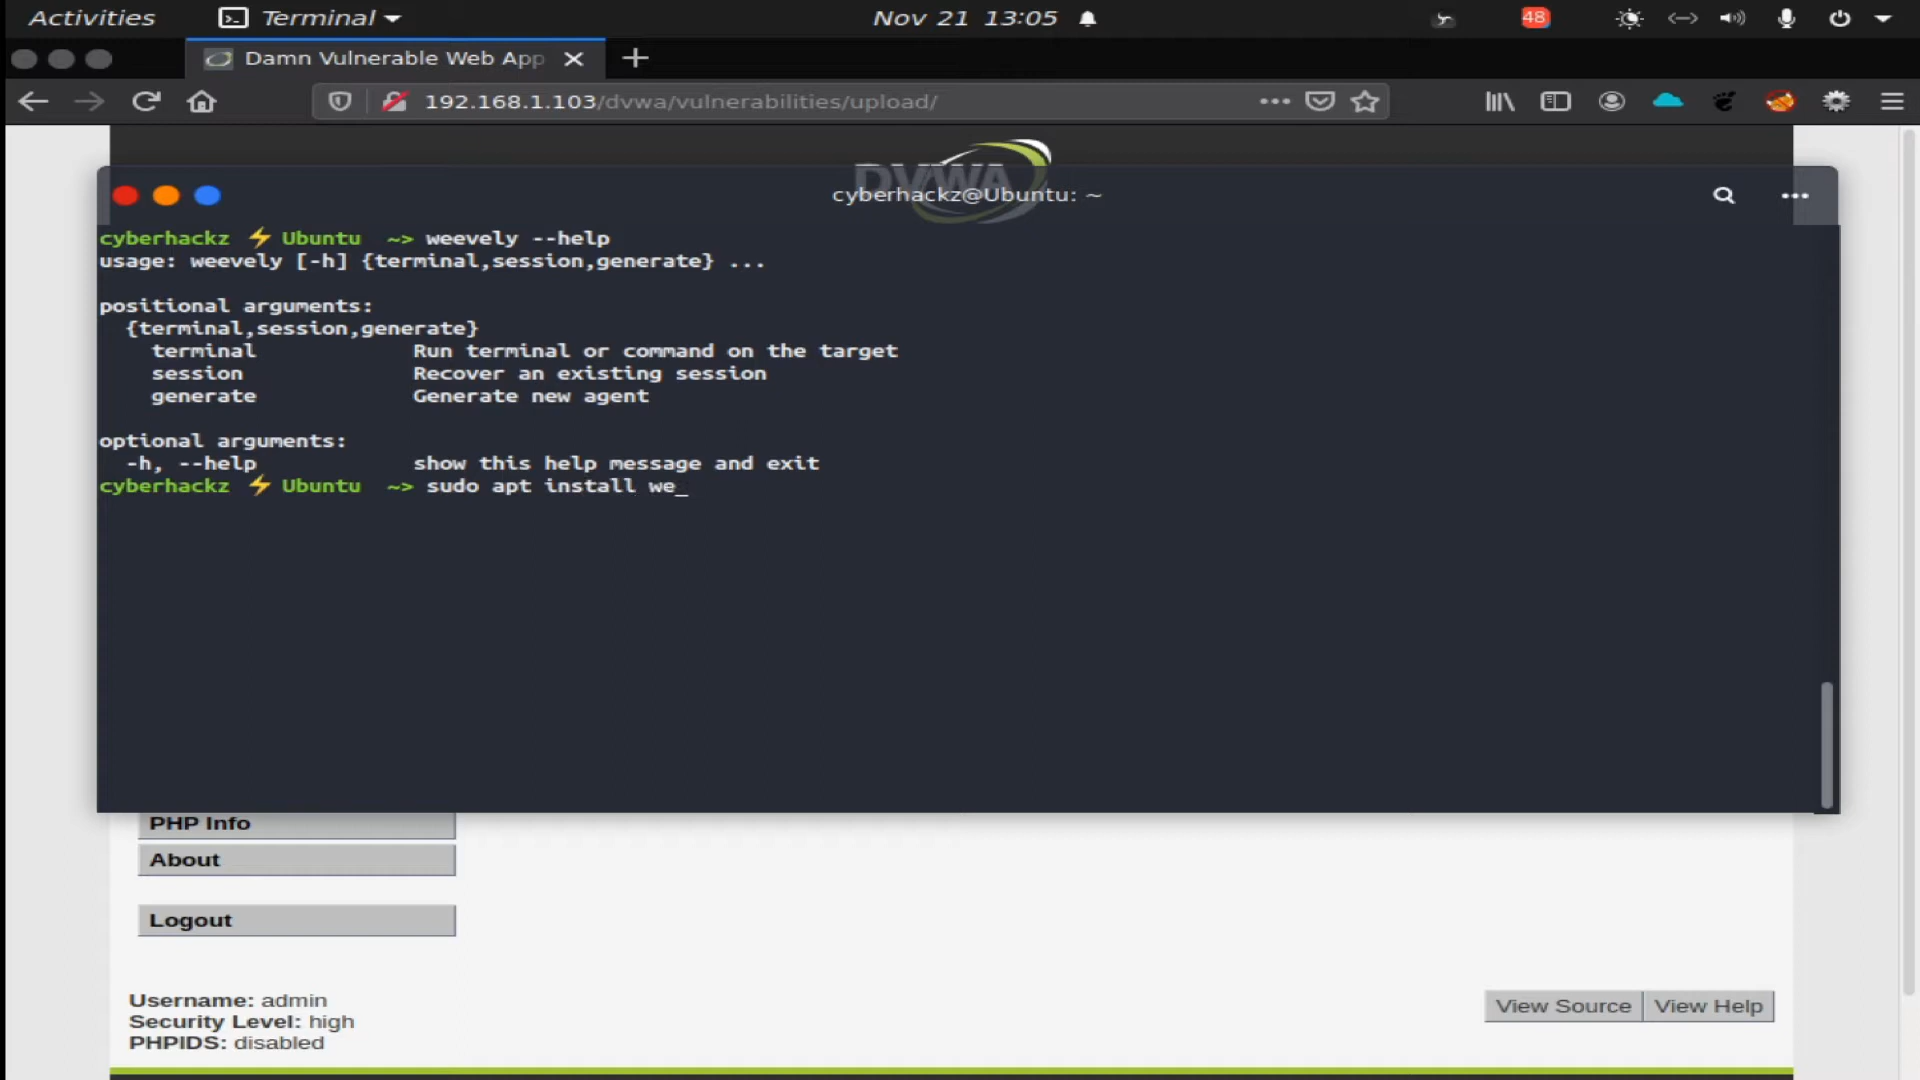 Activities Terminal Nov 21 13:05 48
Damn Vulnerable Web App
192.168.1.103/dvwa/vulnerabilities/upload/
DVWA
cyberhackz@Ubuntu: ~
cyberhackz ⚡ Ubuntu ~> weevely --help
usage: weevely [-h] {terminal,session,generate} ...
positional arguments:
{terminal,session,generate}
terminal Run terminal or command on the target
session Recover an existing session
generate Generate new agent
optional arguments:
-h, --help show this help message and exit
cyberhackz ⚡ Ubuntu ~> sudo apt install we_
PHP Info
About
Logout
Username: admin
Security Level: high
PHPIDS: disabled
View Source View Help